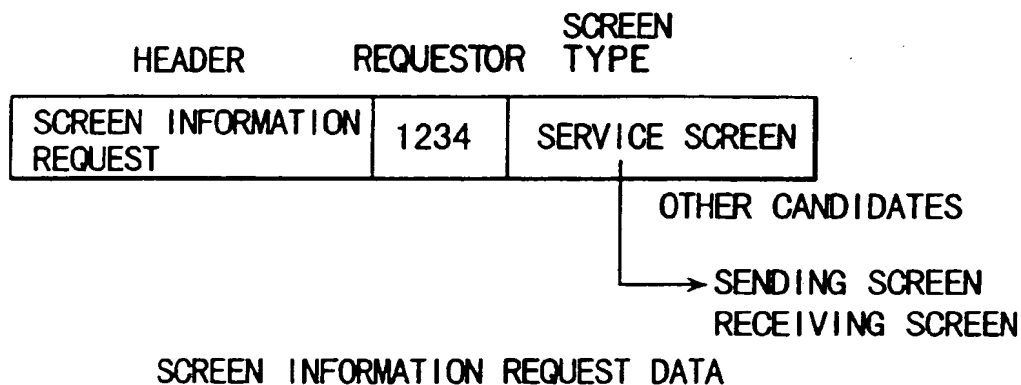 SCREEN
HEADER REQUESTOR TYPE
SCREEN INFORMATION
REQUEST
1234
SERVICE SCREEN
OTHER CANDIDATES
SENDING SCREEN
RECEIVING SCREEN
SCREEN INFORMATION REQUEST DATA